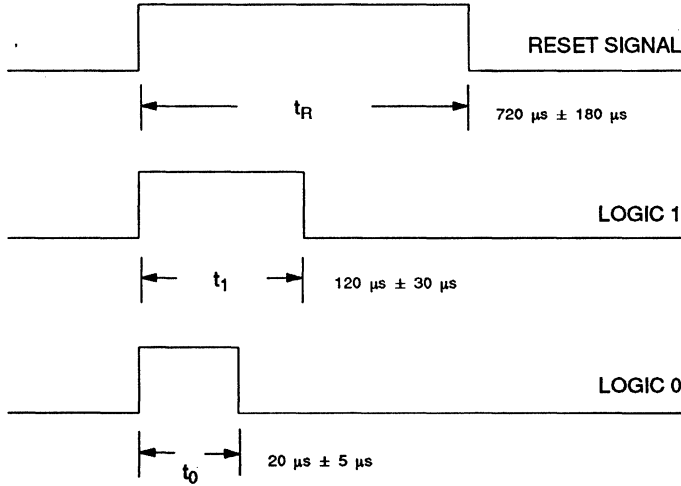 RESET SIGNAL
t_R
720 μs ± 180 μs
LOGIC 1
t_1
120 μs ± 30 μs
LOGIC 0
t_0
20 μs ± 5 μs